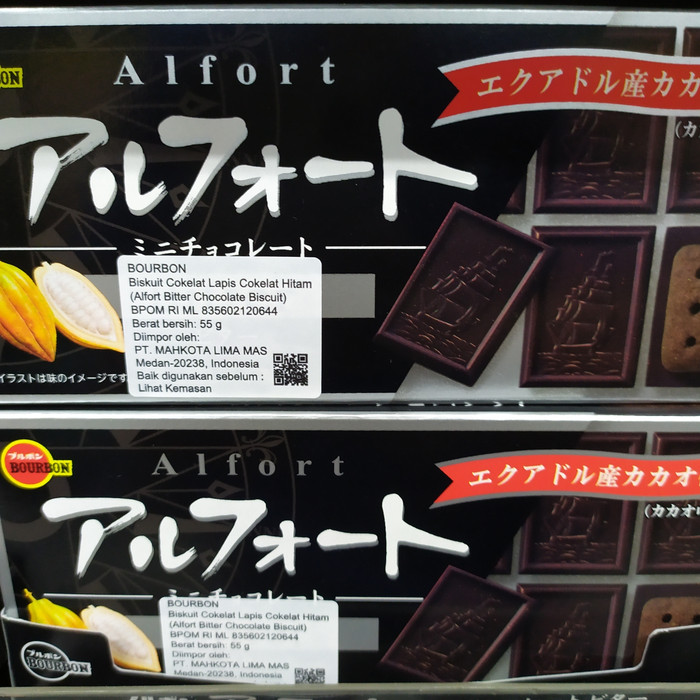 Alfort
エクアドル産カカ
アルフォート
ミニチョコレート
BOURBON
Biskuit Cokelat Lapis Cokelat Hitam
(Alfort Bitter Chocolate Biscuit)
BPOM RI ML 835602120644
Berat bersih: 55 g
Diimpor oleh:
PT. MAHKOTA LIMA MAS
Medan-20238, Indonesia
Baik digunakan sebelum :
Lihat Kemasan
イラストは味のイメージです
ブルボン
BOURBON
Alfort
エクアドル産カカオ
(カカオ
アルフォート
ミニチョコレート
BOURBON
Biskuit Cokelat Lapis Cokelat Hitam
(Alfort Bitter Chocolate Biscuit)
BPOM RI ML 835602120644
Berat bersih: 55 g
Diimpor oleh:
PT. MAHKOTA LIMA MAS
Medan-20238, Indonesia
ブルボン
BOURBON